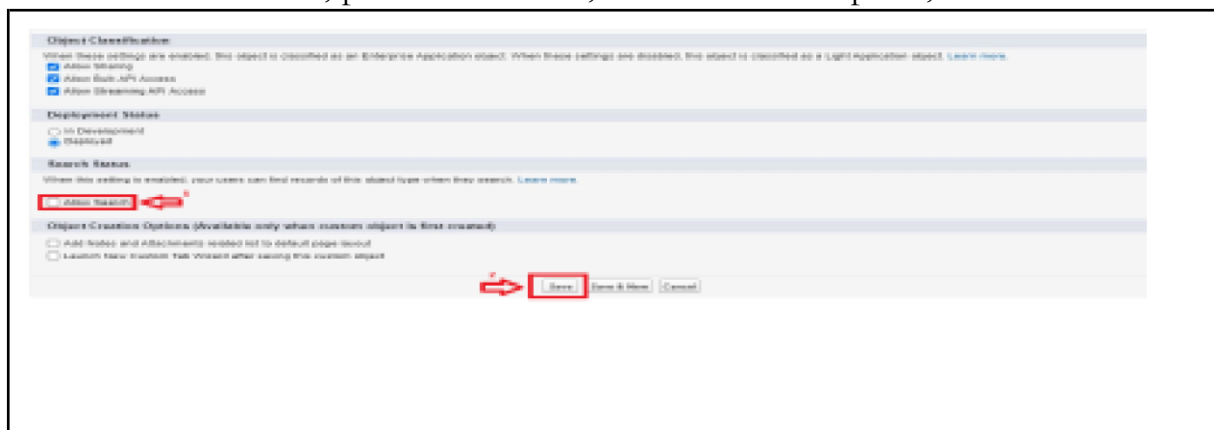 Object Classification
When these settings are enabled, this object is classified as an Enterprise Application object. When these settings are disabled, this object is classified as a Light Application object. Learn more.
Allow Sharing
Allow Bulk API Access
Allow Streaming API Access
Deployment Status
In Development
Deployed
Search Status
When this setting is enabled, your users can find records of this object type when they search. Learn more.
Allow Search
Object Creation Options (Available only when custom object is first created)
Add Notes and Attachments related list to default page layout
Launch New Custom Tab Wizard after saving this custom object
Save Save & New Cancel